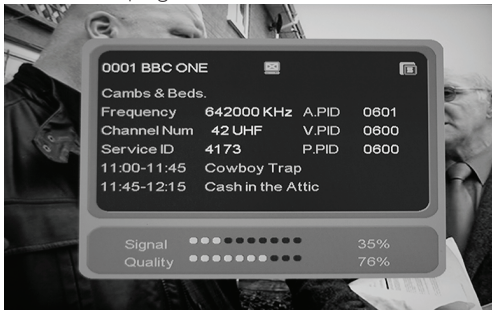 0001 BBC ONE
Cambs & Beds.
Frequency 642000 KHz A.PID 0601
Channel Num 42 UHF V.PID 0600
Service ID 4173 P.PID 0600
11:00-11:45 Cowboy Trap
11:45-12:15 Cash in the Attic
Signal 35%
Quality 76%